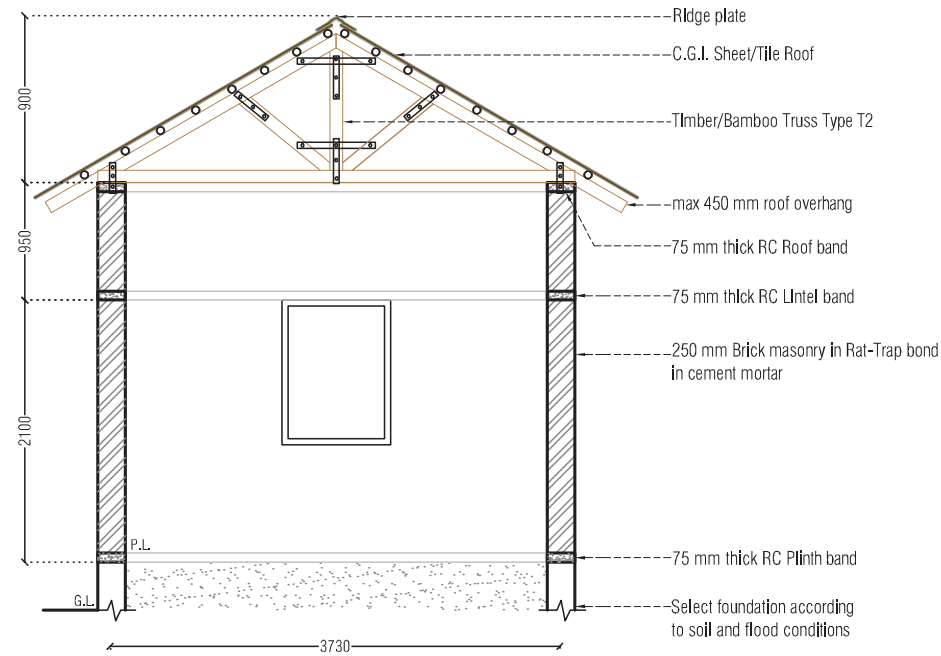 Ridge plate
C.G.I. Sheet/Tile Roof
900
Timber/Bamboo Truss Type T2
max 450 mm roof overhang
950
75 mm thick RC Roof band
75 mm thick RC Lintel band
250 mm Brick masonry in Rat-Trap bond
in cement mortar
2100
P.L.
75 mm thick RC Plinth band
G.L.
Select foundation according
to soil and flood conditions
3730